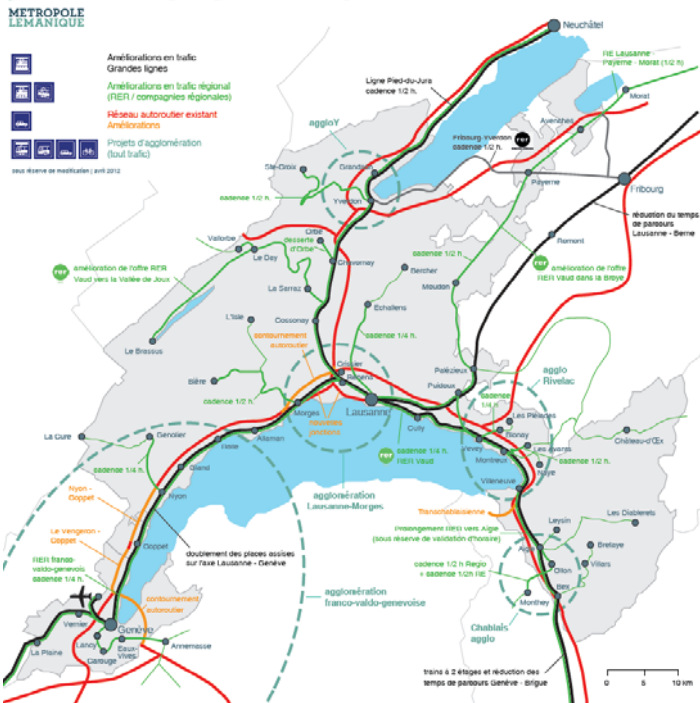 METROPOLE
LEMANIQUE
Améliorations en trafic
Grandes lignes
Améliorations en trafic régional
(RER / compagnies régionales)
Réseau autoroutier existant
Améliorations
Projets d'agglomération
(tout trafic)
sous réserve de modification | avril 2012
Neuchâtel
RE Lausanne -
Payerne - Morat (1/2 h)
Ligne Pied-du-Jura
cadence 1/2 h.
Morat
Avenches
aggloY
Fribourg-Yverdon
cadence 1/2 h.
rer
Ste-Croix
Grandson
Payerne
Fribourg
cadence 1/2 h.
Yverdon
réduction du temps
de parcours
Lausanne - Berne
Orbe
Vallorbe
desserte
d'Orbe
Romont
Le Day
cadence 1/2 h
Chavornay
Bercher
rer
amélioration de l'offre RER
Vaud vers la Vallée de Joux
rer
amélioration de l'offre
RER Vaud dans la Broye
La Sarraz
Moudon
L'Isle
Cossonay
Echallens
contournement
autoroutier
cadence 1/4 h.
Le Brassus
Palézieux
agglo
Rivelac
Bière
Renens
Puidoux
cadence 1/2 h.
Morges
Lausanne
cadence
1/4 h.
Les Pléiades
nouvelles
jonctions
Cully
Blonay
La Cure
Genolier
Allaman
Rolle
rer
cadence 1/4 h.
RER Vaud
Vevey
Les Avants
Château-d'Œx
Montreux
cadence 1/2 h.
cadence 1/4 h.
Gland
Naye
Villeneuve
Nyon -
Coppet
Nyon
agglomération
Lausanne-Morges
Transchablaisienne
Leysin
Les Diablerets
Le Vengeron -
Coppet
Prolongement RER vers Aigle
(sous réserve de validation d'horaire)
Coppet
doublement des places assises
sur l'axe Lausanne - Genève
Aigle
Bretaye
RER franco-
valdo-genevois
cadence 1/4 h.
cadence 1/2 h Regio
+ cadence 1/2h RE
Ollon
Villars
contournement
autoroutier
agglomération
franco-valdo-genevoise
Bex
Monthey
Vernier
Genève
Chablais
agglo
La Plaine
Lancy
Eaux-
Vives
Annemasse
Carouge
trains à 2 étages et réduction des
temps de parcours Genève - Brigue
0 5 10 km